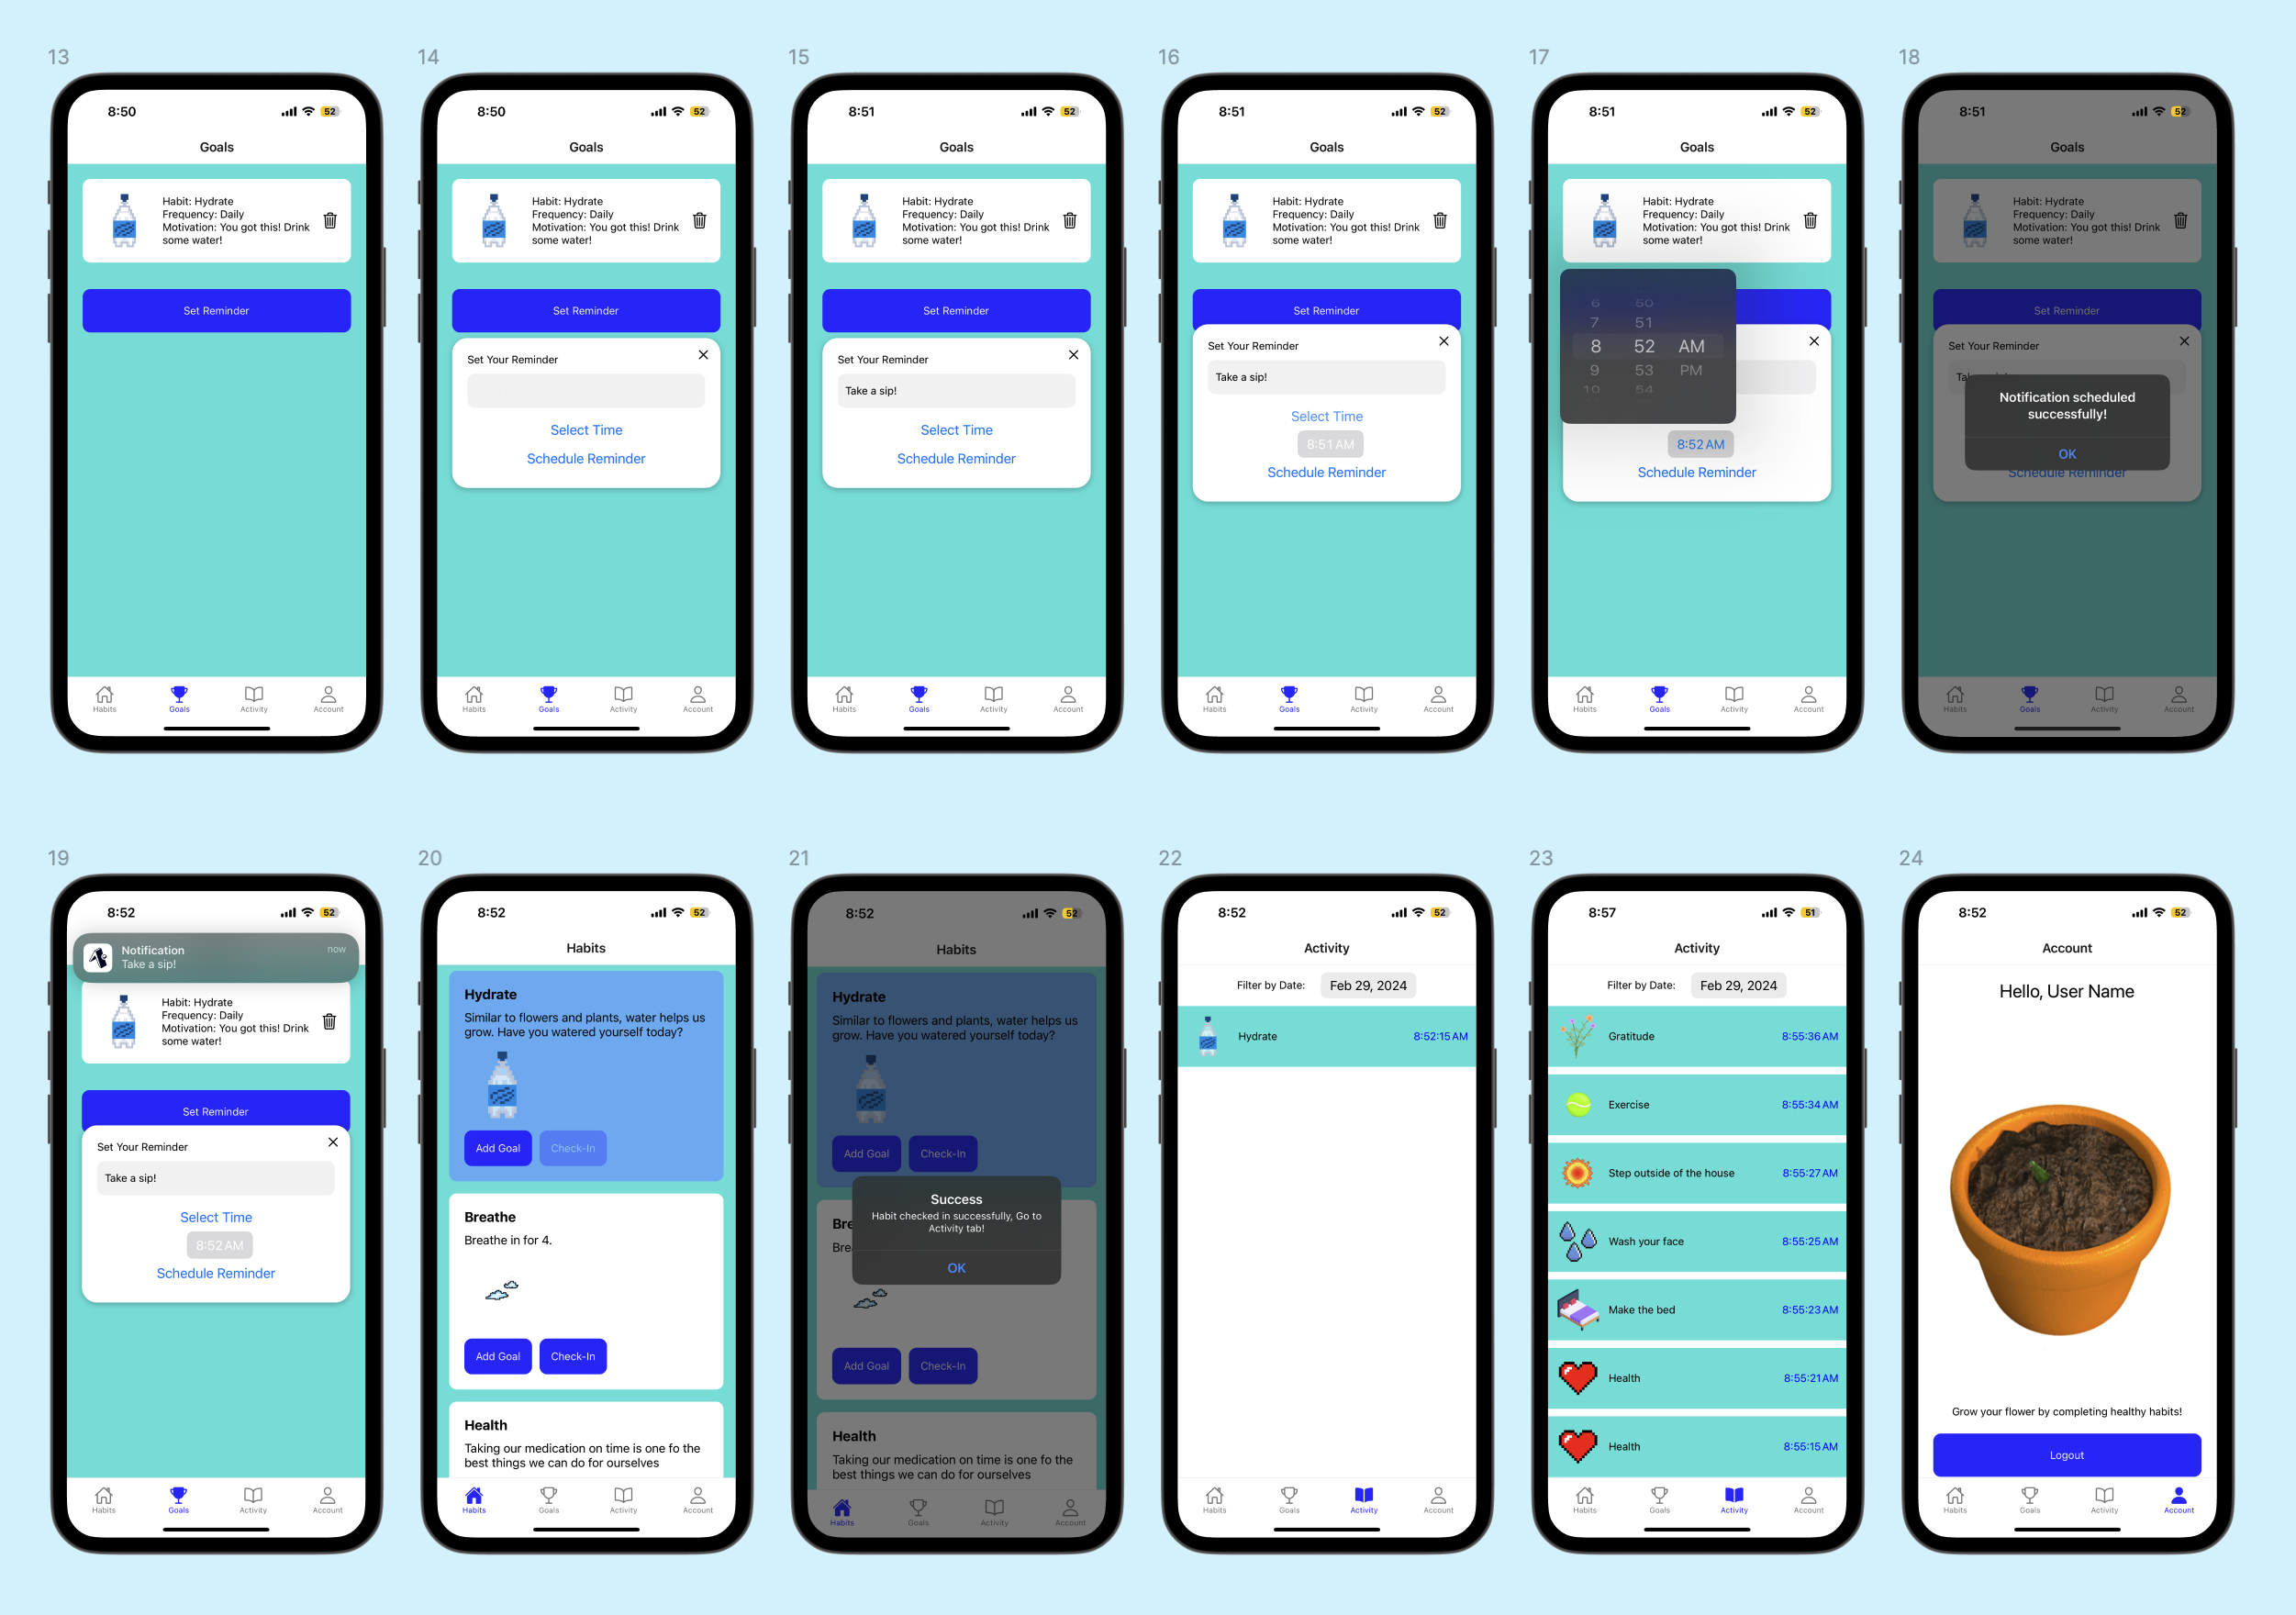 13
8:50
52
Goals
Habit: Hydrate
Frequency: Daily
Motivation: You got this! Drink
some water!
Set Reminder
Habits
Goals
Activity
Account
14
8:50
52
Goals
Habit: Hydrate
Frequency: Daily
Motivation: You got this! Drink
some water!
Set Reminder
Set Your Reminder
Select Time
Schedule Reminder
Habits
Goals
Activity
Account
15
8:51
52
Goals
Habit: Hydrate
Frequency: Daily
Motivation: You got this! Drink
some water!
Set Reminder
Set Your Reminder
Take a sip!
Select Time
Schedule Reminder
Habits
Goals
Activity
Account
16
8:51
52
Goals
Habit: Hydrate
Frequency: Daily
Motivation: You got this! Drink
some water!
Set Reminder
Set Your Reminder
Take a sip!
Select Time
8:51 AM
Schedule Reminder
Habits
Goals
Activity
Account
17
8:51
52
Goals
Habit: Hydrate
Frequency: Daily
Motivation: You got this! Drink
some water!
6 50
7 51
8 52 AM
9 53 PM
10 54
8:52 AM
Schedule Reminder
Habits
Goals
Activity
Account
18
8:51
52
Goals
Habit: Hydrate
Frequency: Daily
Motivation: You got this! Drink
some water!
Set Reminder
Set Your Reminder
Notification scheduled
successfully!
OK
Schedule Reminder
Habits
Goals
Activity
Account
19
8:52
52
Notification
now
Take a sip!
Habit: Hydrate
Frequency: Daily
Motivation: You got this! Drink
some water!
Set Reminder
Set Your Reminder
Take a sip!
Select Time
8:52 AM
Schedule Reminder
Habits
Goals
Activity
Account
20
8:52
52
Habits
Hydrate
Similar to flowers and plants, water helps us
grow. Have you watered yourself today?
Add Goal
Check-In
Breathe
Breathe in for 4.
Add Goal
Check-In
Health
Taking our medication on time is one fo the
best things we can do for ourselves
Habits
Goals
Activity
Account
21
8:52
52
Habits
Hydrate
Similar to flowers and plants, water helps us
grow. Have you watered yourself today?
Add Goal
Check-In
Bre
Brea
Success
Habit checked in successfully, Go to
Activity tab!
OK
Add Goal
Check-In
Health
Taking our medication on time is one fo the
best things we can do for ourselves
Habits
Goals
Activity
Account
22
8:52
52
Activity
Filter by Date:
Feb 29, 2024
Hydrate
8:52:15 AM
Habits
Goals
Activity
Account
23
8:57
51
Activity
Filter by Date:
Feb 29, 2024
Gratitude
8:55:36 AM
Exercise
8:55:34 AM
Step outside of the house
8:55:27 AM
Wash your face
8:55:25 AM
Make the bed
8:55:23 AM
Health
8:55:21 AM
Health
8:55:15 AM
Habits
Goals
Activity
Account
24
8:52
52
Account
Hello, User Name
Grow your flower by completing healthy habits!
Logout
Habits
Goals
Activity
Account